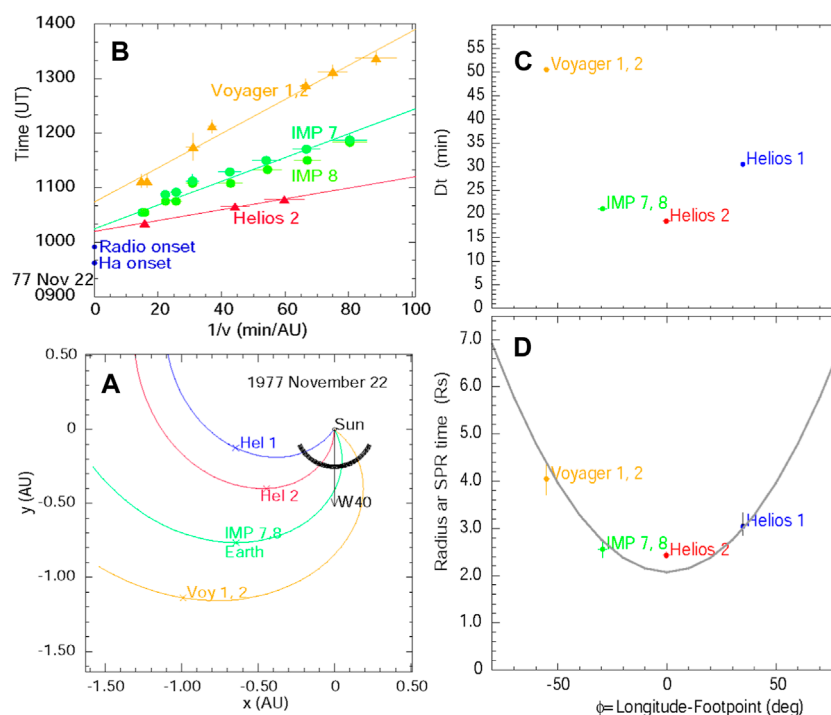 B
1400
1300
1200
1100
1000
77 Nov 22
0900
Time (UT)
Voyager 1,2
IMP 7
IMP 8
Helios 2
Radio onset
Ha onset
0
20
40
60
80
100
1/v (min/AU)
C
60
55
50
45
40
35
30
25
20
15
10
5
0
Dt (min)
Voyager 1, 2
Helios 1
IMP 7, 8
Helios 2
A
0.50
0
-0.50
-1.00
-1.50
y (AU)
1977 November 22
Sun
Hel 1
Hel 2
W40
IMP 7,8
Earth
Voy 1, 2
-1.50
-1.00
-0.50
0
0.50
x (AU)
D
7.0
6.0
5.0
4.0
3.0
2.0
1.0
0
Radius ar SPR time (Rs)
Voyager 1, 2
Helios 1
IMP 7, 8
Helios 2
-50
0
50
ϕ=Longitude-Footpoint (deg)